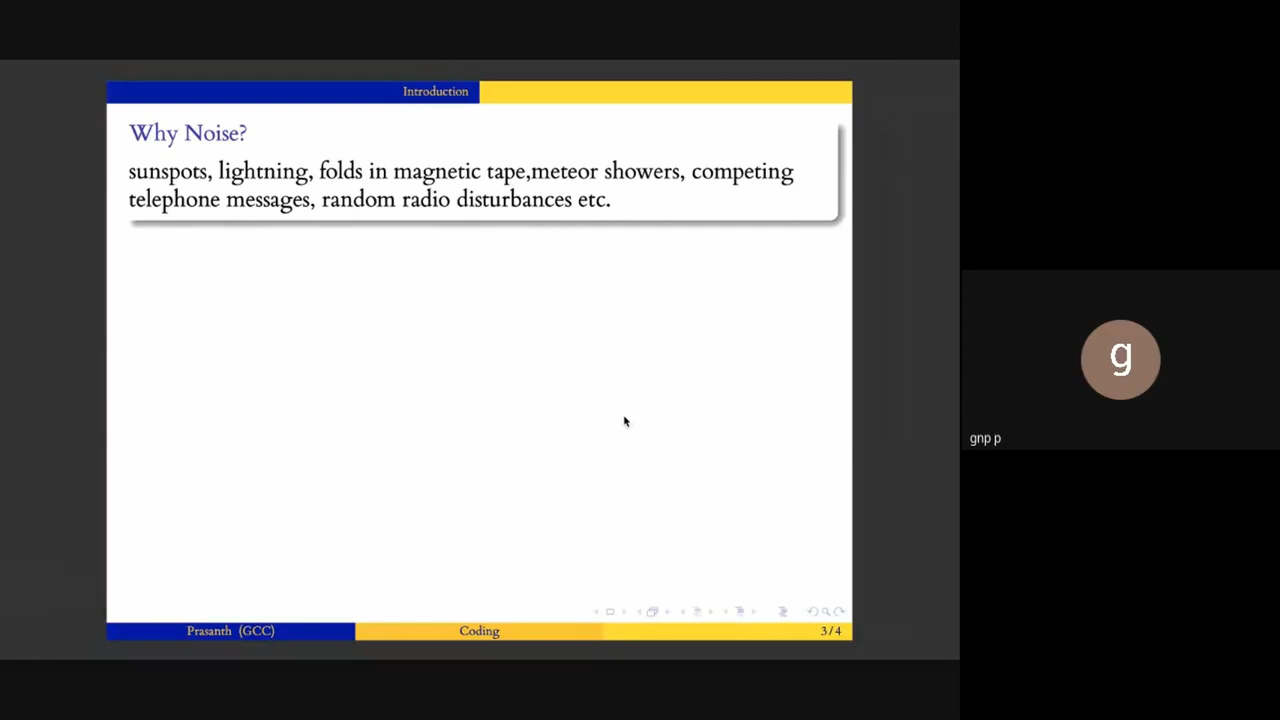 Introduction
Why Noise?
sunspots, lightning, folds in magnetic tape,meteor showers, competing
telephone messages, random radio disturbances etc.
g
gnp p
Prasanth (GCC)
Coding
3/4